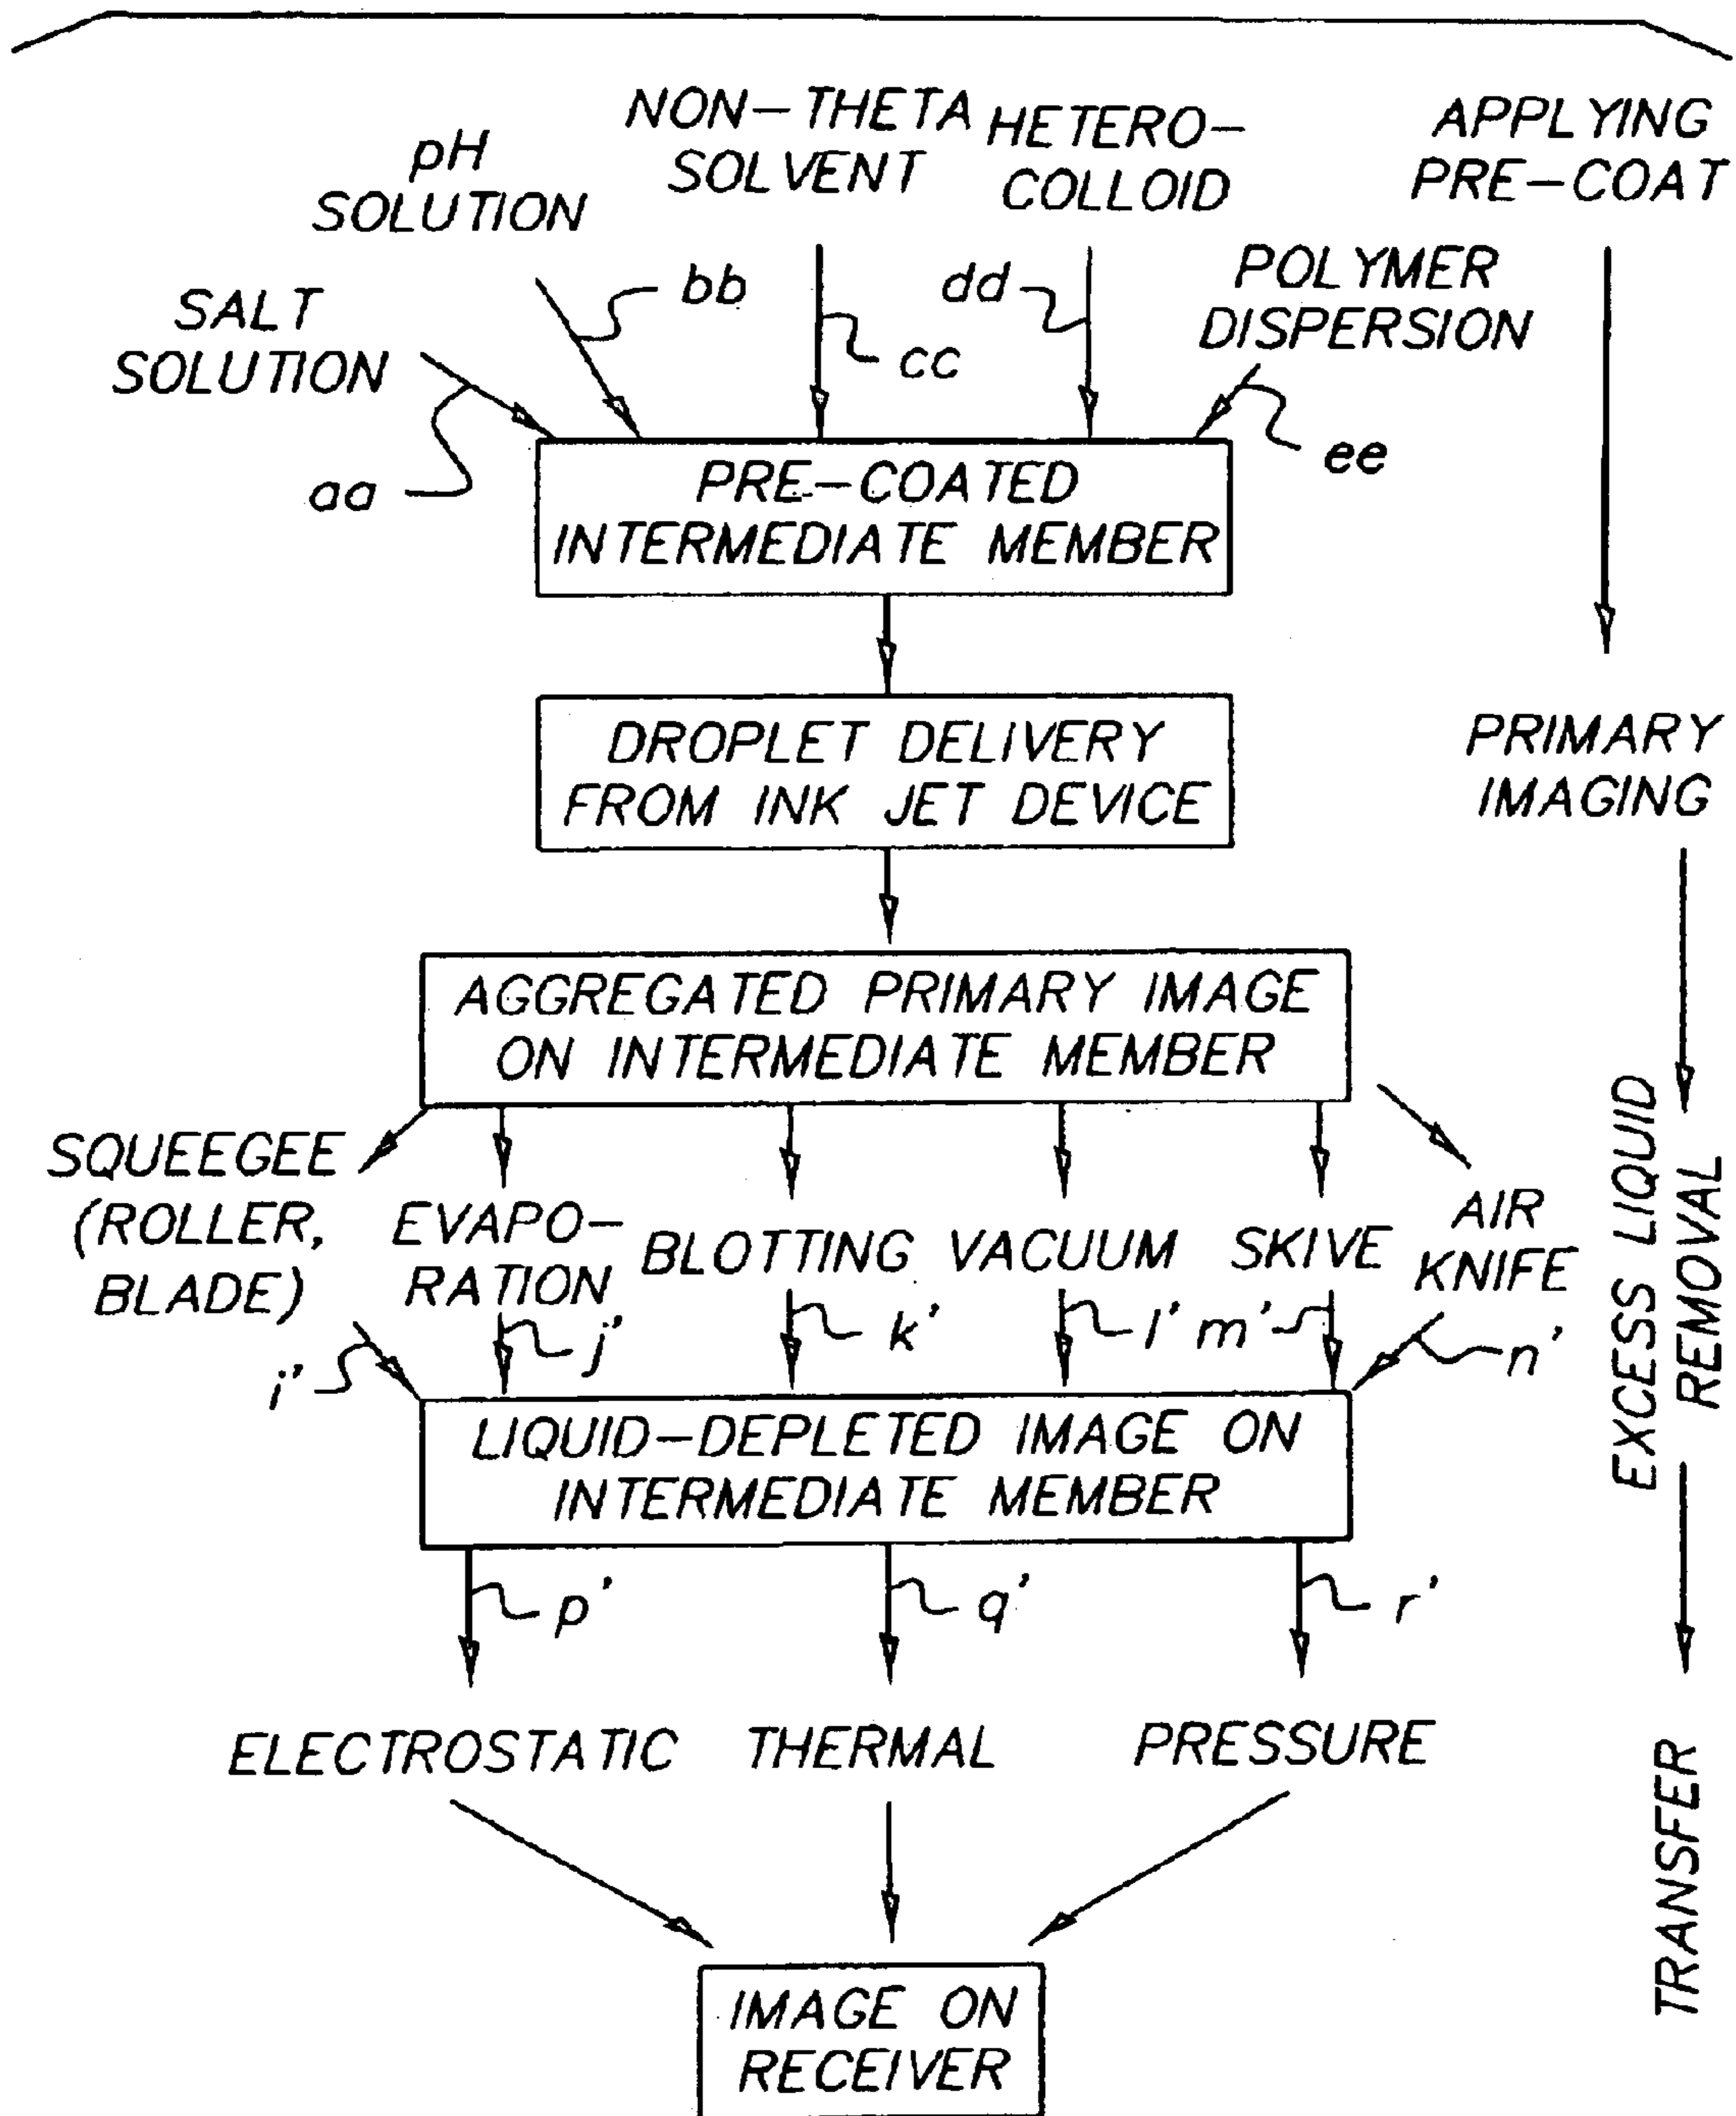 NON-THETA
SOLVENT
HETERO-
COLLOID
APPLYING
PRE-COAT
pH
SOLUTION
SALT
SOLUTION
POLYMER
DISPERSION
aa
bb
cc
dd
ee
PRE-COATED
INTERMEDIATE MEMBER
DROPLET DELIVERY
FROM INK JET DEVICE
PRIMARY
IMAGING
AGGREGATED PRIMARY IMAGE
ON INTERMEDIATE MEMBER
SQUEEGEE
(ROLLER,
BLADE)
EVAPO-
RATION
BLOTTING
VACUUM
SKIVE
AIR
KNIFE
EXCESS LIQUID
REMOVAL
i'
j'
k'
l'
m'
n'
LIQUID-DEPLETED IMAGE ON
INTERMEDIATE MEMBER
p'
q'
r'
ELECTROSTATIC
THERMAL
PRESSURE
TRANSFER
IMAGE ON
RECEIVER